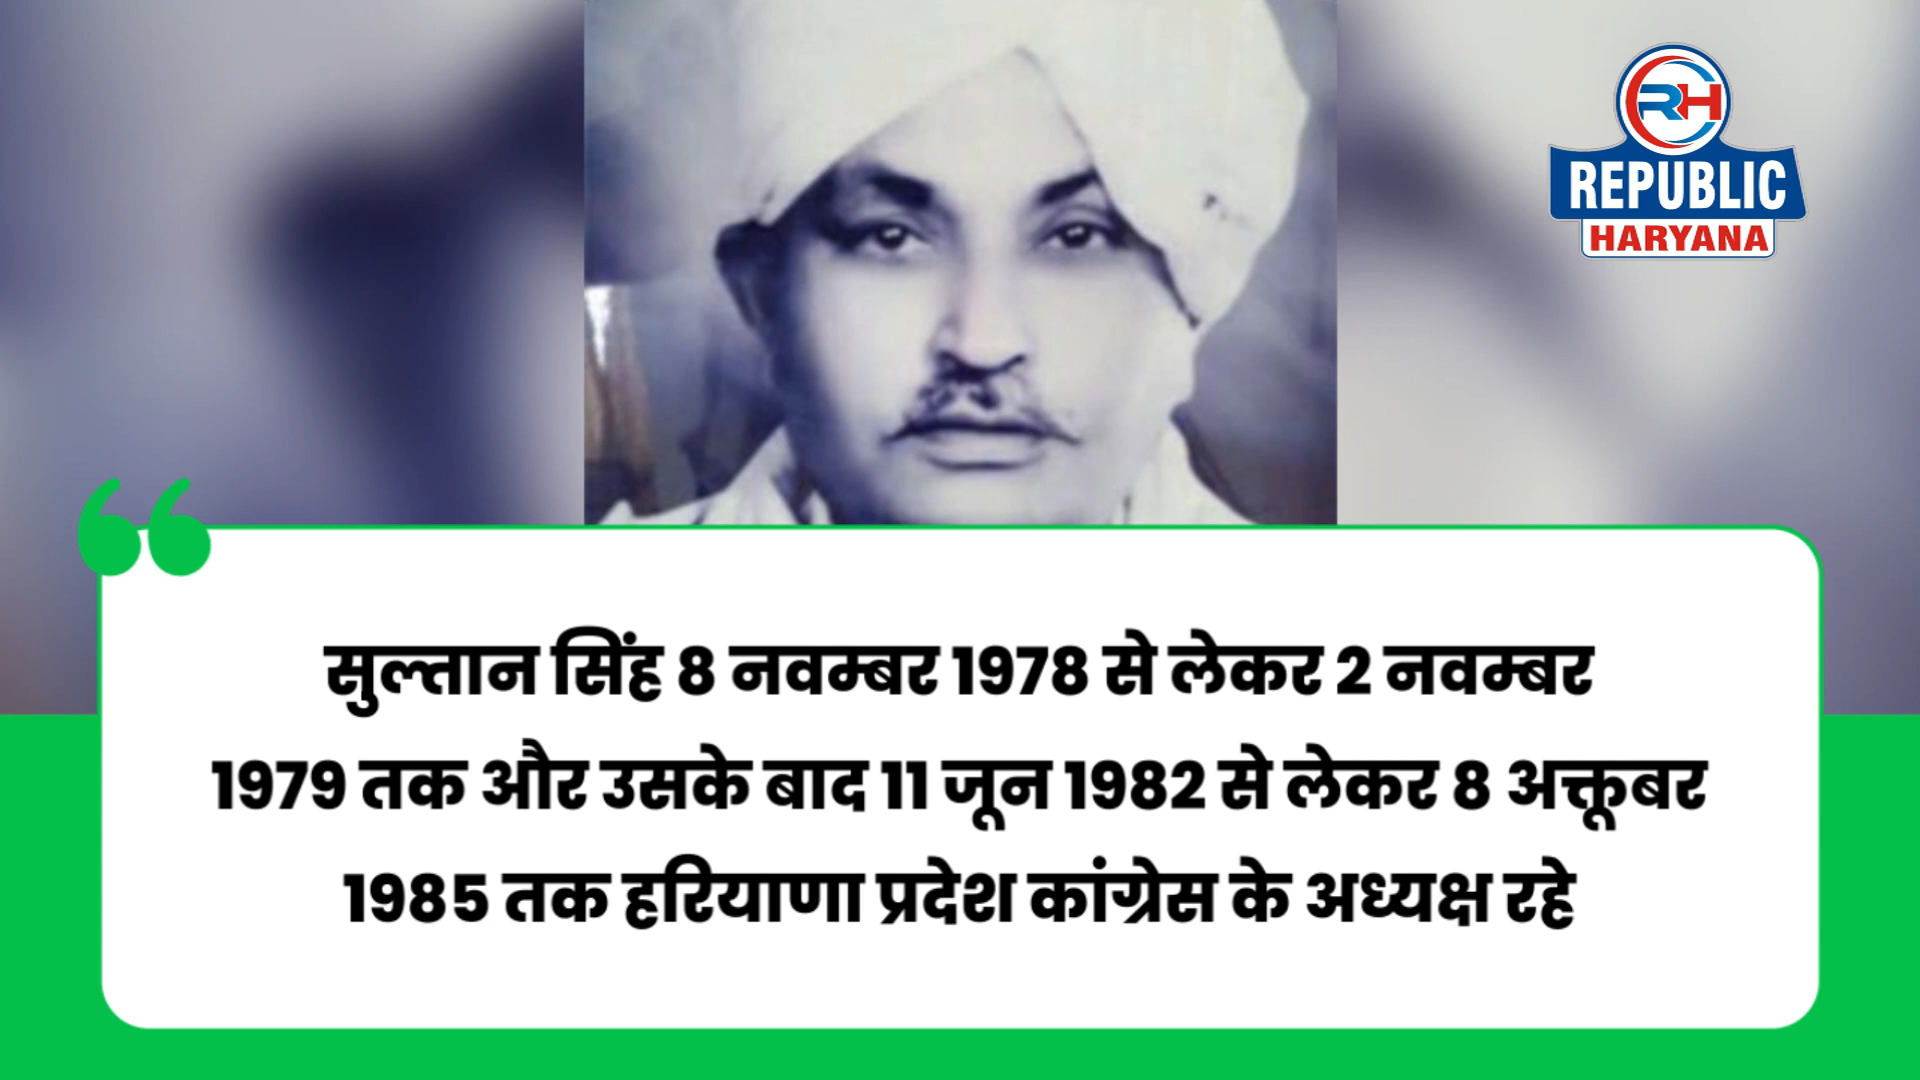 RH
REPUBLIC
HARYANA
सुल्तान सिंह 8 नवम्बर 1978 से लेकर 2 नवम्बर
1979 तक और उसके बाद 11 जून 1982 से लेकर 8 अक्तूबर
1985 तक हरियाणा प्रदेश कांग्रेस के अध्यक्ष रहे